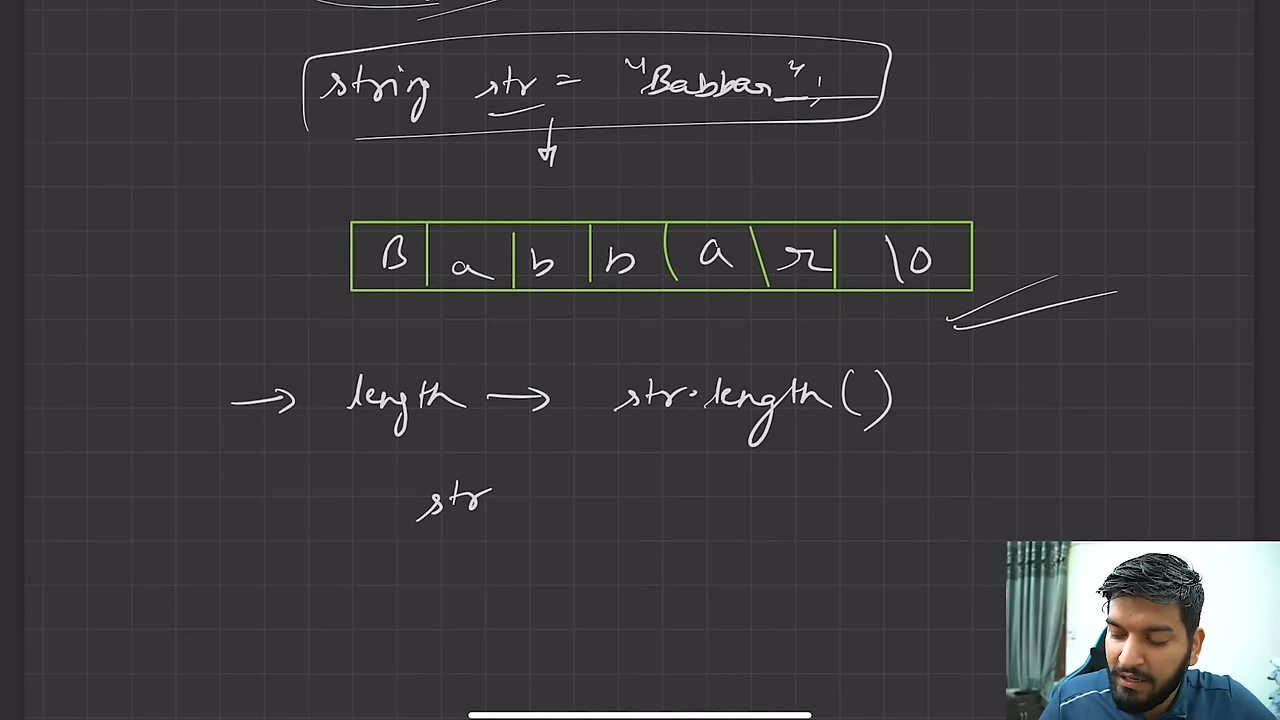 string str = "Babbar";
B a b b a r \0
→ length → str.length()
str